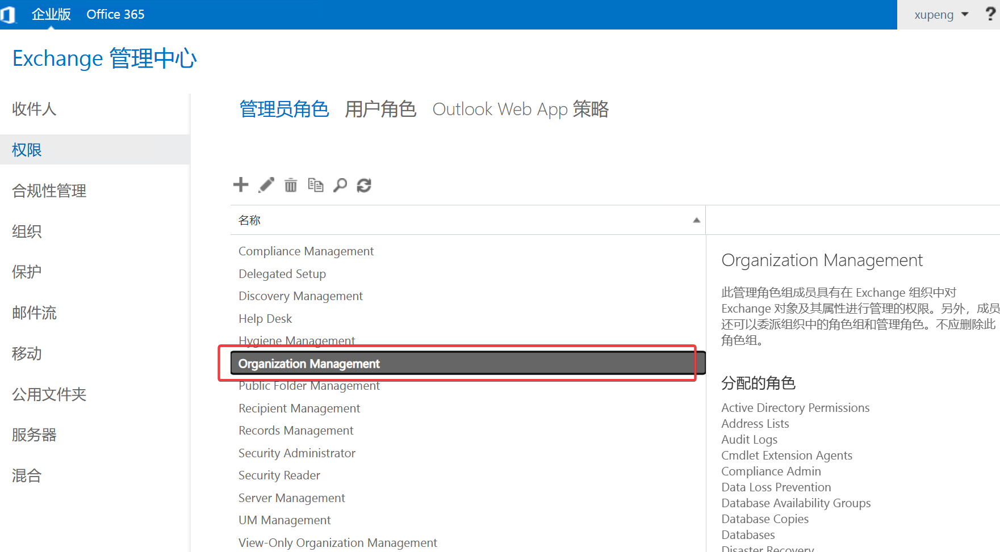 企业版 Office 365
xupeng ?
Exchange 管理中心
收件人
权限
合规性管理
组织
保护
邮件流
移动
公用文件夹
服务器
混合
管理员角色 用户角色 Outlook Web App 策略
名称
Compliance Management
Delegated Setup
Discovery Management
Help Desk
Hygiene Management
Organization Management
Public Folder Management
Recipient Management
Records Management
Security Administrator
Security Reader
Server Management
UM Management
View-Only Organization Management
Organization Management
此管理角色组成员具有在 Exchange 组织中对
Exchange 对象及其属性进行管理的权限。另外，成员
还可以委派组织中的角色组和管理角色。不应删除此
角色组。
分配的角色
Active Directory Permissions
Address Lists
Audit Logs
Cmdlet Extension Agents
Compliance Admin
Data Loss Prevention
Database Availability Groups
Database Copies
Databases
Disaster Recovery